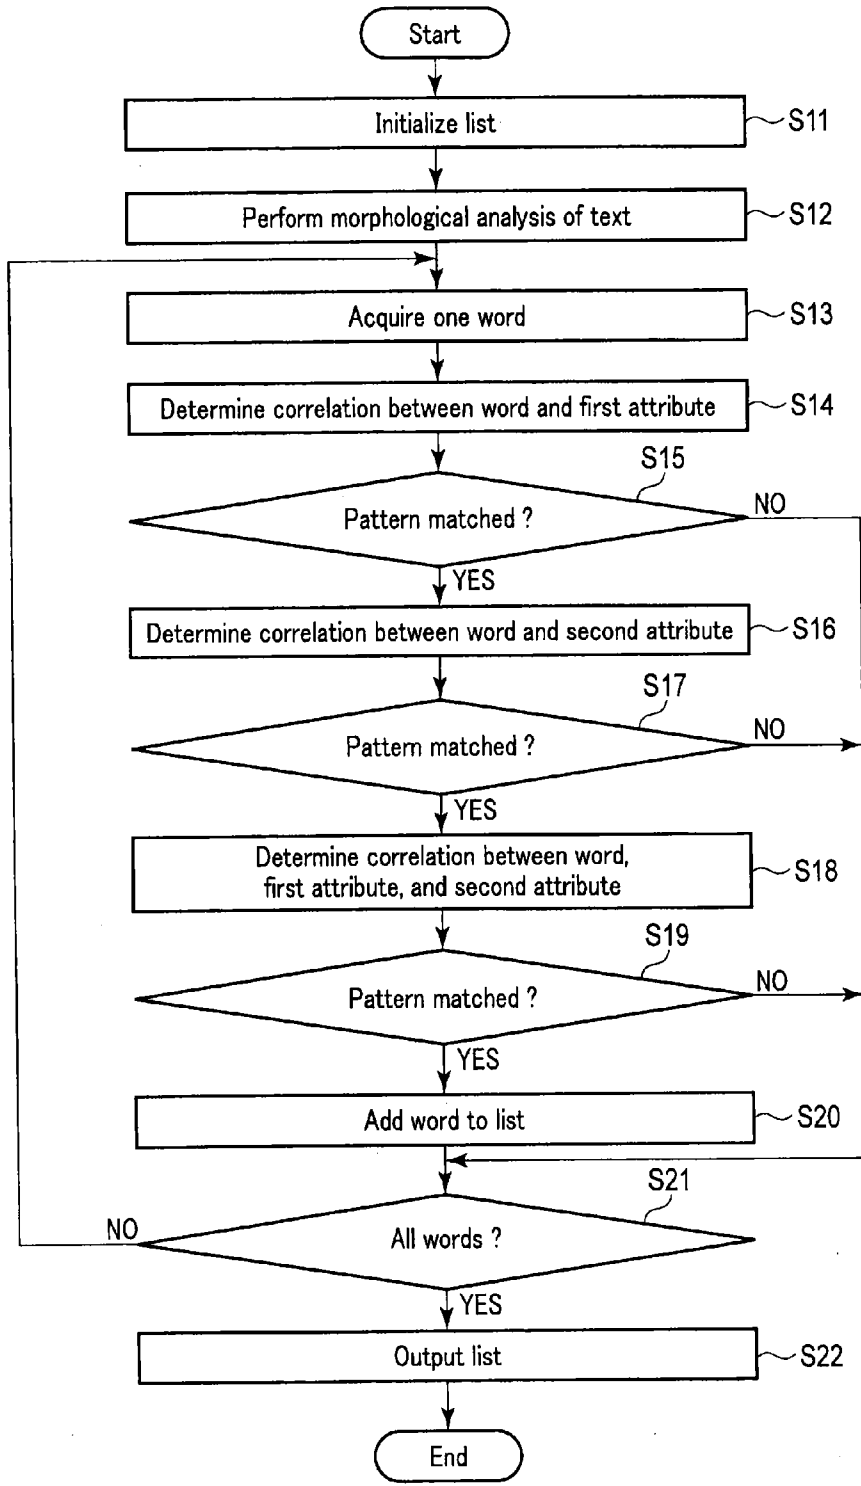 Start
Initialize list
S11
Perform morphological analysis of text
S12
Acquire one word
S13
Determine correlation between word and first attribute
S14
S15
Pattern matched ?
NO
YES
Determine correlation between word and second attribute
S16
S17
Pattern matched ?
NO
YES
Determine correlation between word,
first attribute, and second attribute
S18
S19
Pattern matched ?
NO
YES
Add word to list
S20
S21
NO
All words ?
YES
Output list
S22
End